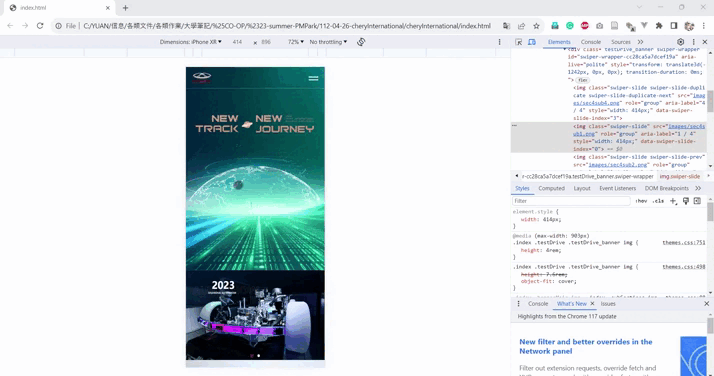 index.html
File | C:/YUAN/信息/各類文件/各類作業/大學筆記/%25CO-OP/%2323-summer-PMPark/112-04-26-cheryInternational/cheryInternational/index.html
Dimensions: iPhone XR 414 × 896 72% No throttling
Elements Console Sources
NEW NEW
TRACK JOURNEY
2023
<div class="testDrive_banner swiper-wrapper"
id="swiper-wrapper-cc28ca5a7dcef19a" aria-
live="polite" style="transform: translate3d(-
1242px, 0px, 0px); transition-duration: 0ms;
"> flex
<img class="swiper-slide swiper-slide-dupli
cate swiper-slide-duplicate-next" src="imag
es/sec4sub4.png" role="group" aria-label="4
/ 4" style="width: 414px;" data-swiper-
slide-index="3">
<img class="swiper-slide" src="images/sec4s
ub1.png" role="group" aria-label="1 / 4"
style="width: 414px;" data-swiper-slide-
index="0"> == $0
<img class="swiper-slide swiper-slide-prev"
src="images/sec4sub2.png" role="group"
r-cc28ca5a7dcef19a.testDrive_banner.swiper-wrapper img.swiper-slide
Styles Computed Layout Event Listeners DOM Breakpoints
Filter :hov .cls
element.style {
width: 414px;
}
@media (max-width: 903px)
.index .testDrive .testDrive_banner img { themes.css:751
height: 4rem;
}
.index .testDrive .testDrive_banner img { themes.css:498
height: 7.6rem;
object-fit: cover;
}
Console What's New Issues
Highlights from the Chrome 117 update
New filter and better overrides in the
Network panel
Filter out extension requests, override fetch and